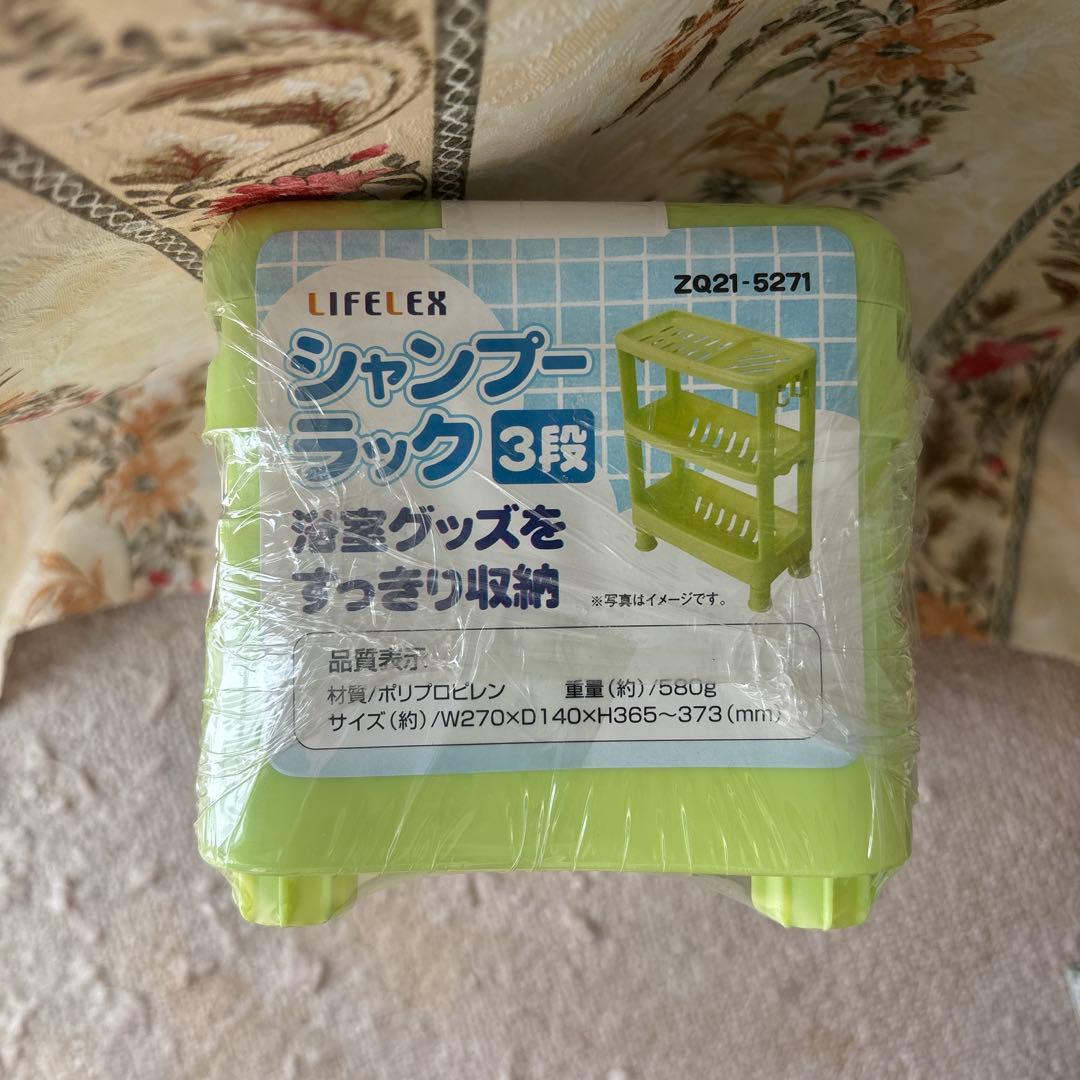 LIFELEX
ZQ21-5271
シャンプー
ラック 3段
浴室グッズを
すっきり収納
※写真はイメージです。
品質表示
材質/ポリプロピレン 重量(約)/580g
サイズ(約)/W270×D140×H365～373(mm)